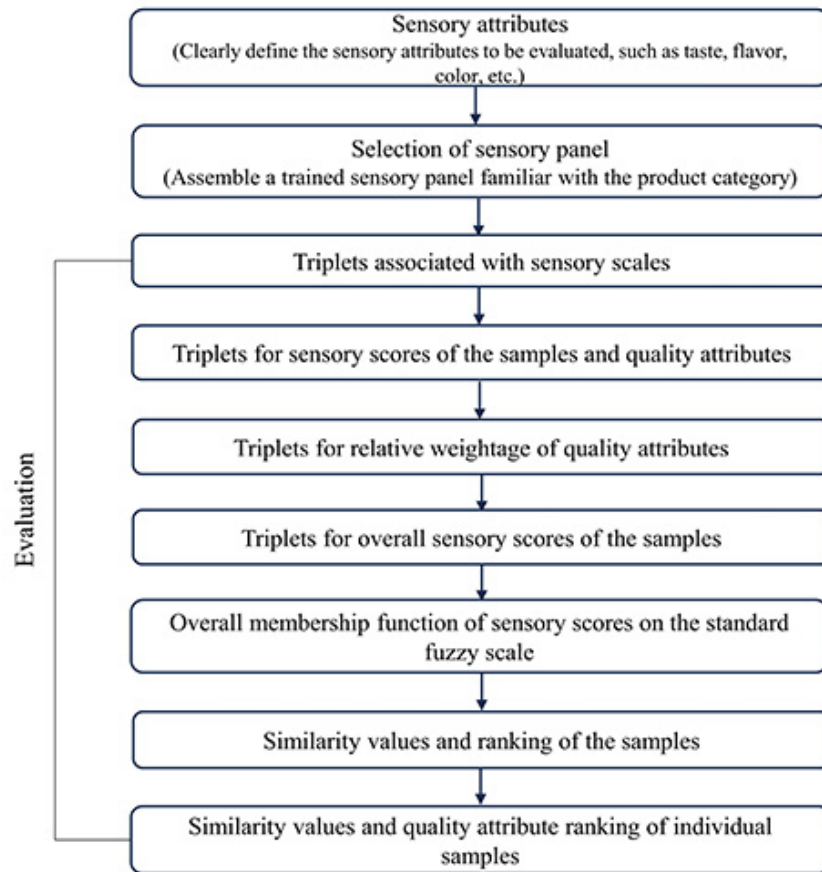 Sensory attributes
(Clearly define the sensory attributes to be evaluated, such as taste, flavor,
color, etc.)
Selection of sensory panel
(Assemble a trained sensory panel familiar with the product category)
Triplets associated with sensory scales
Triplets for sensory scores of the samples and quality attributes
Triplets for relative weightage of quality attributes
Evaluation
Triplets for overall sensory scores of the samples
Overall membership function of sensory scores on the standard
fuzzy scale
Similarity values and ranking of the samples
Similarity values and quality attribute ranking of individual
samples